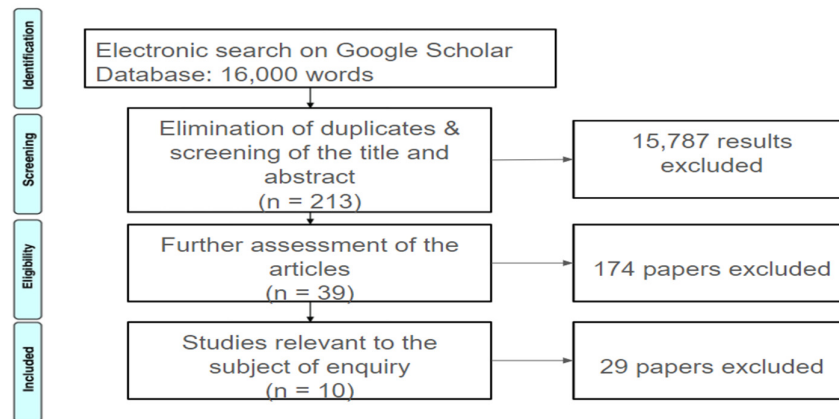 Identification
Electronic search on Google Scholar
Database: 16,000 words
Screening
Elimination of duplicates &
screening of the title and
abstract
(n = 213)
15,787 results
excluded
Eligibility
Further assessment of the
articles
(n = 39)
174 papers excluded
Included
Studies relevant to the
subject of enquiry
(n = 10)
29 papers excluded